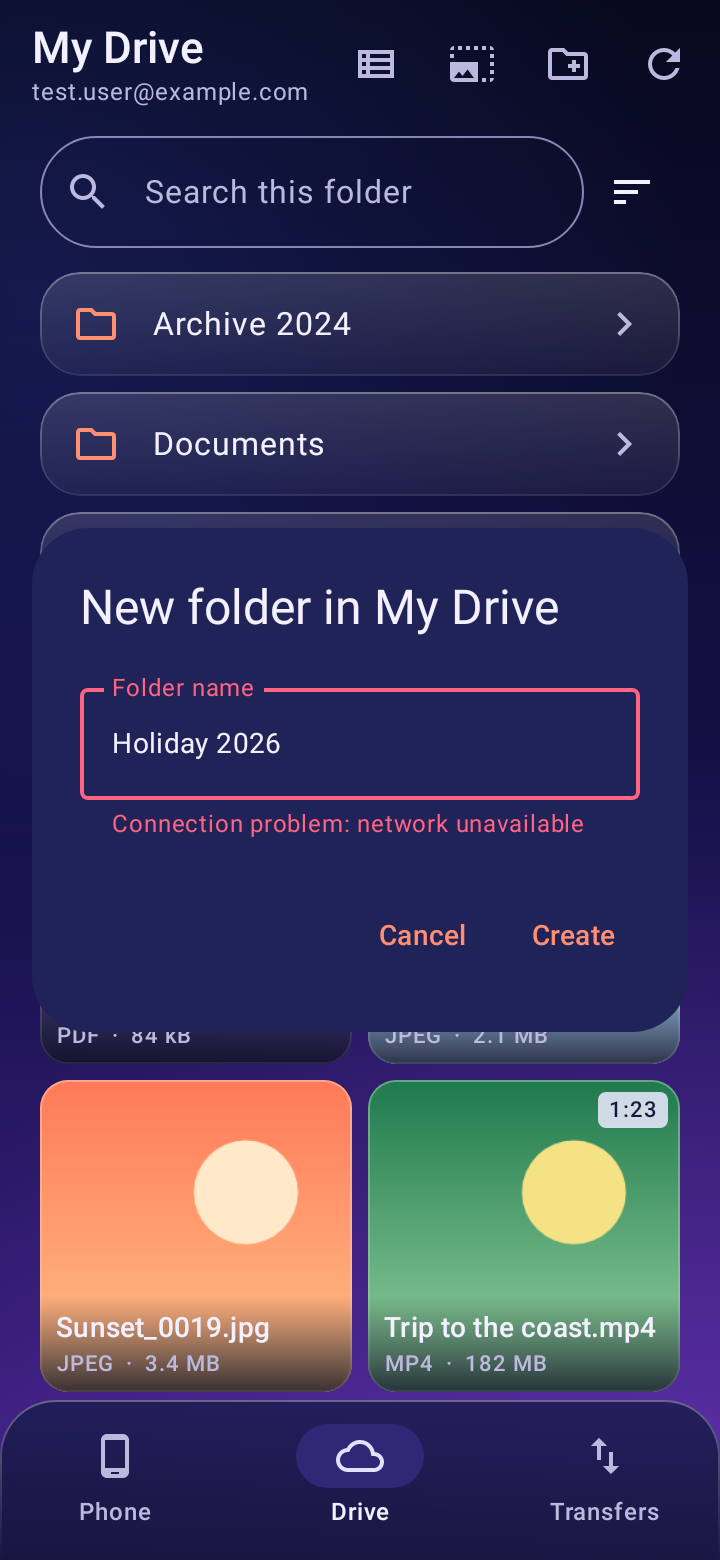 My Drive
test.user@example.com
Search this folder
Archive 2024
Documents
New folder in My Drive
Folder name
Holiday 2026
Connection problem: network unavailable
Cancel
Create
PDF · 84 kB
JPEG · 2.1 MB
1:23
Sunset_0019.jpg
JPEG · 3.4 MB
Trip to the coast.mp4
MP4 · 182 MB
Phone
Drive
Transfers